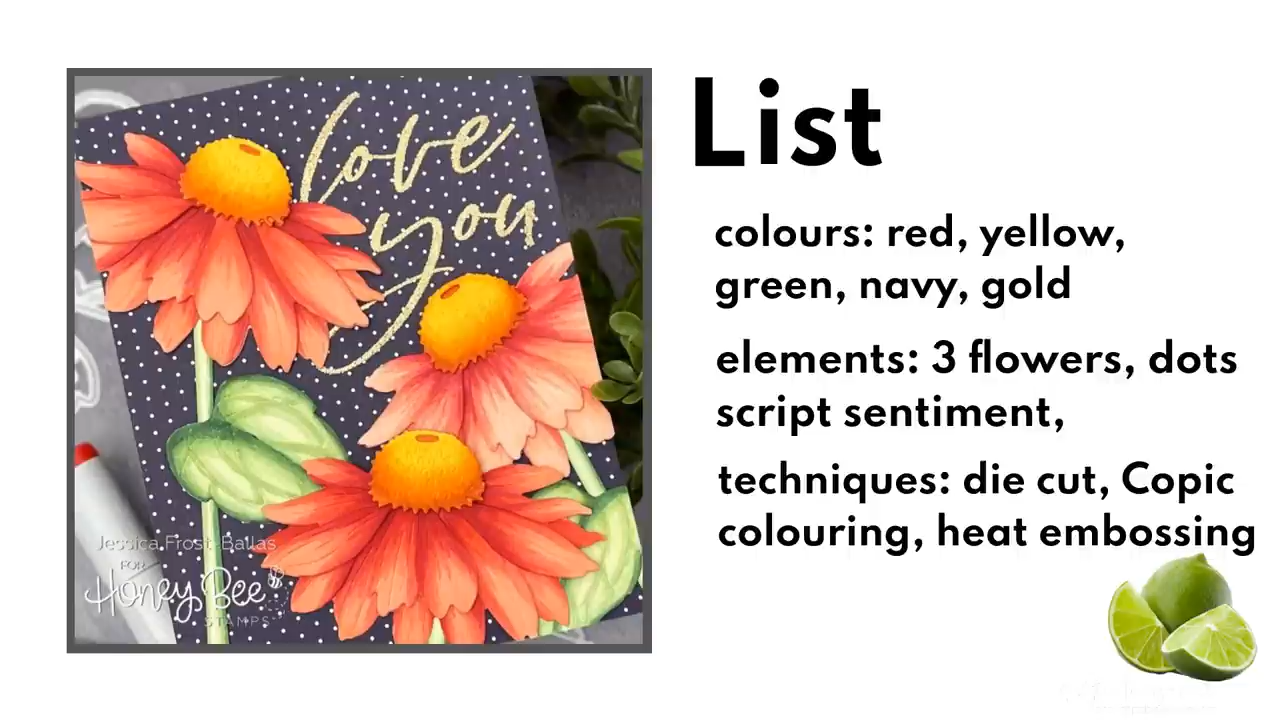 love
you
Jessica Frost-Ballas
FOR
Honey Bee
STAMPS
List
colours: red, yellow,
green, navy, gold
elements: 3 flowers, dots
script sentiment,
techniques: die cut, Copic
colouring, heat embossing